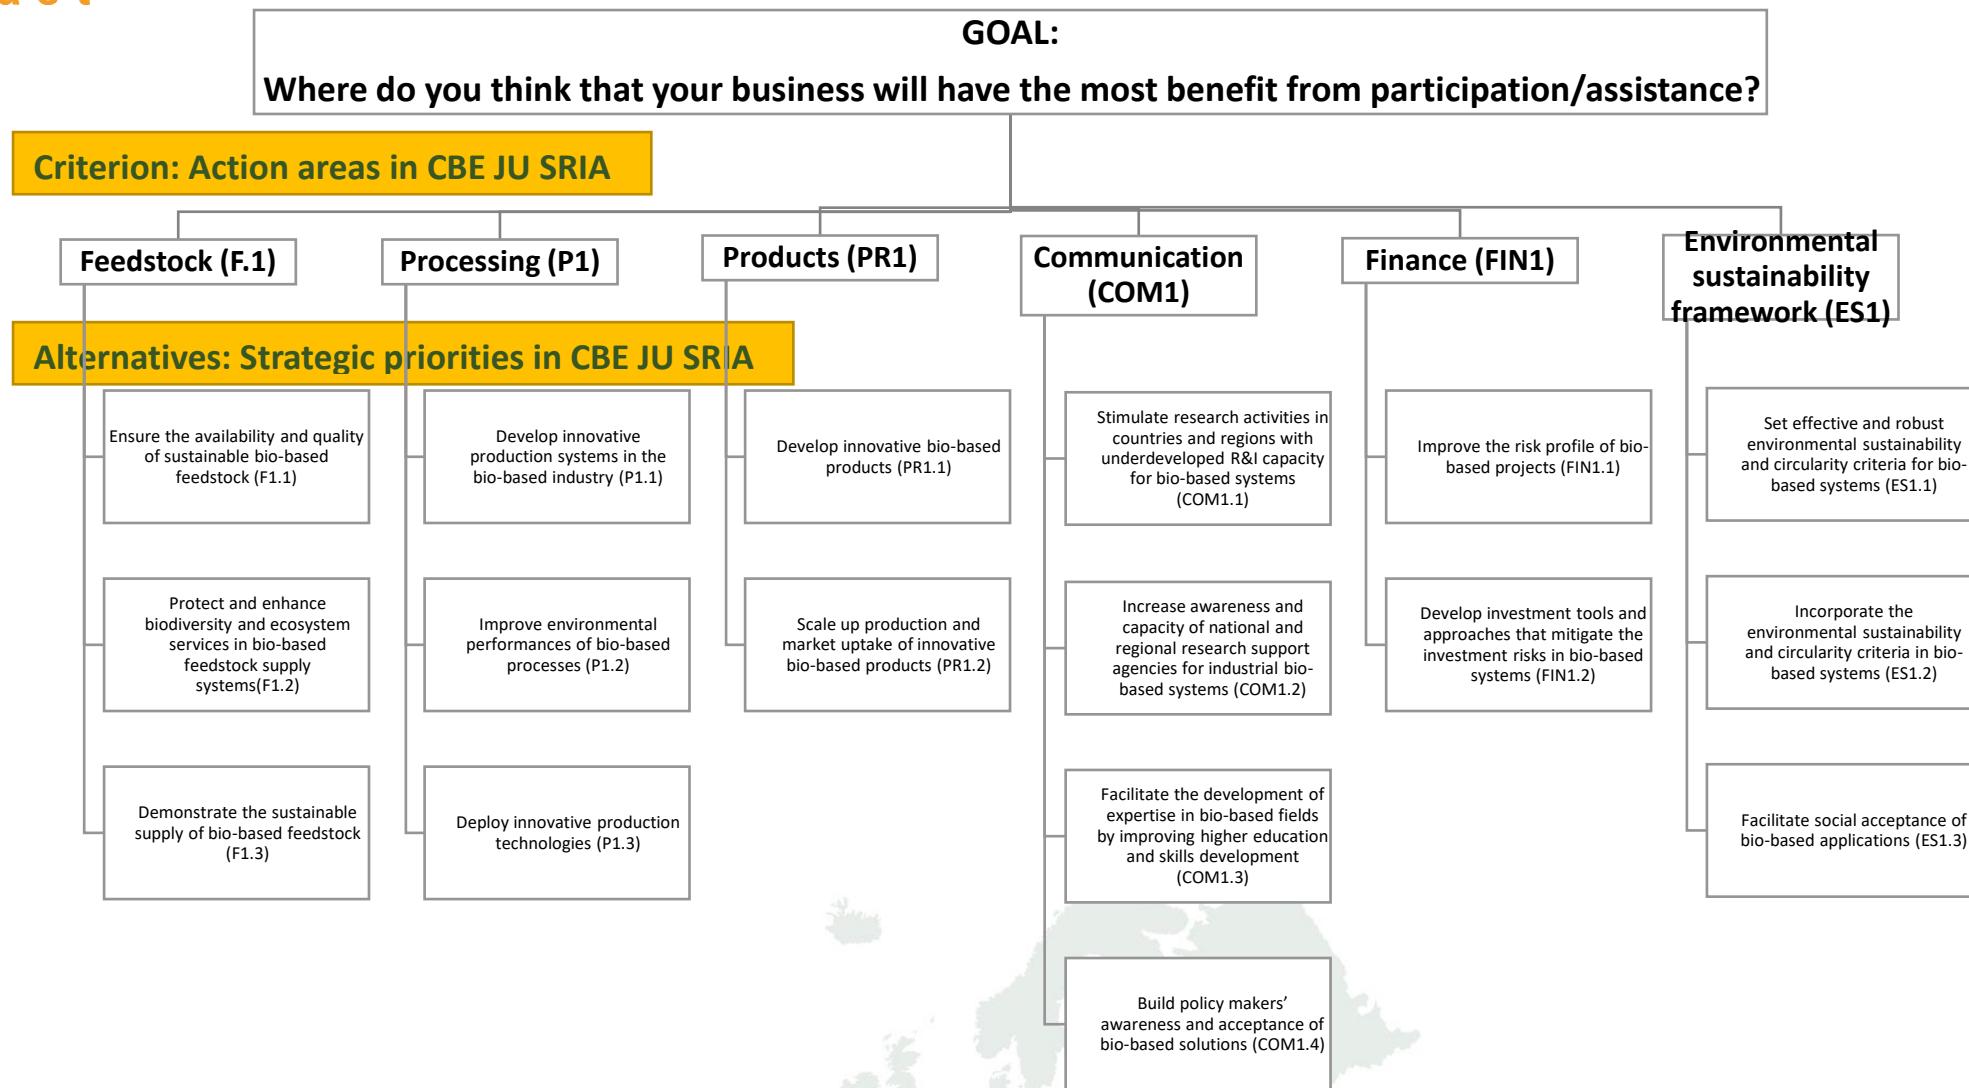 GOAL:
Where do you think that your business will have the most benefit from participation/assistance?
Criterion: Action areas in CBE JU SRIA
Feedstock (F.1)
Processing (P1)
Products (PR1)
Communication
(COM1)
Finance (FIN1)
Environmental
sustainability
framework (ES1)
Alternatives: Strategic priorities in CBE JU SRIA
Ensure the availability and quality
of sustainable bio-based
feedstock (F1.1)
Develop innovative
production systems in the
bio-based industry (P1.1)
Develop innovative bio-based
products (PR1.1)
Stimulate research activities in
countries and regions with
underdeveloped R&I capacity
for bio-based systems
(COM1.1)
Improve the risk profile of bio-
based projects (FIN1.1)
Set effective and robust
environmental sustainability
and circularity criteria for bio-
based systems (ES1.1)
Protect and enhance
biodiversity and ecosystem
services in bio-based
feedstock supply
systems(F1.2)
Improve environmental
performances of bio-based
processes (P1.2)
Scale up production and
market uptake of innovative
bio-based products (PR1.2)
Increase awareness and
capacity of national and
regional research support
agencies for industrial bio-
based systems (COM1.2)
Develop investment tools and
approaches that mitigate the
investment risks in bio-based
systems (FIN1.2)
Incorporate the
environmental sustainability
and circularity criteria in bio-
based systems (ES1.2)
Demonstrate the sustainable
supply of bio-based feedstock
(F1.3)
Deploy innovative production
technologies (P1.3)
Facilitate the development of
expertise in bio-based fields
by improving higher education
and skills development
(COM1.3)
Facilitate social acceptance of
bio-based applications (ES1.3)
Build policy makers’
awareness and acceptance of
bio-based solutions (COM1.4)